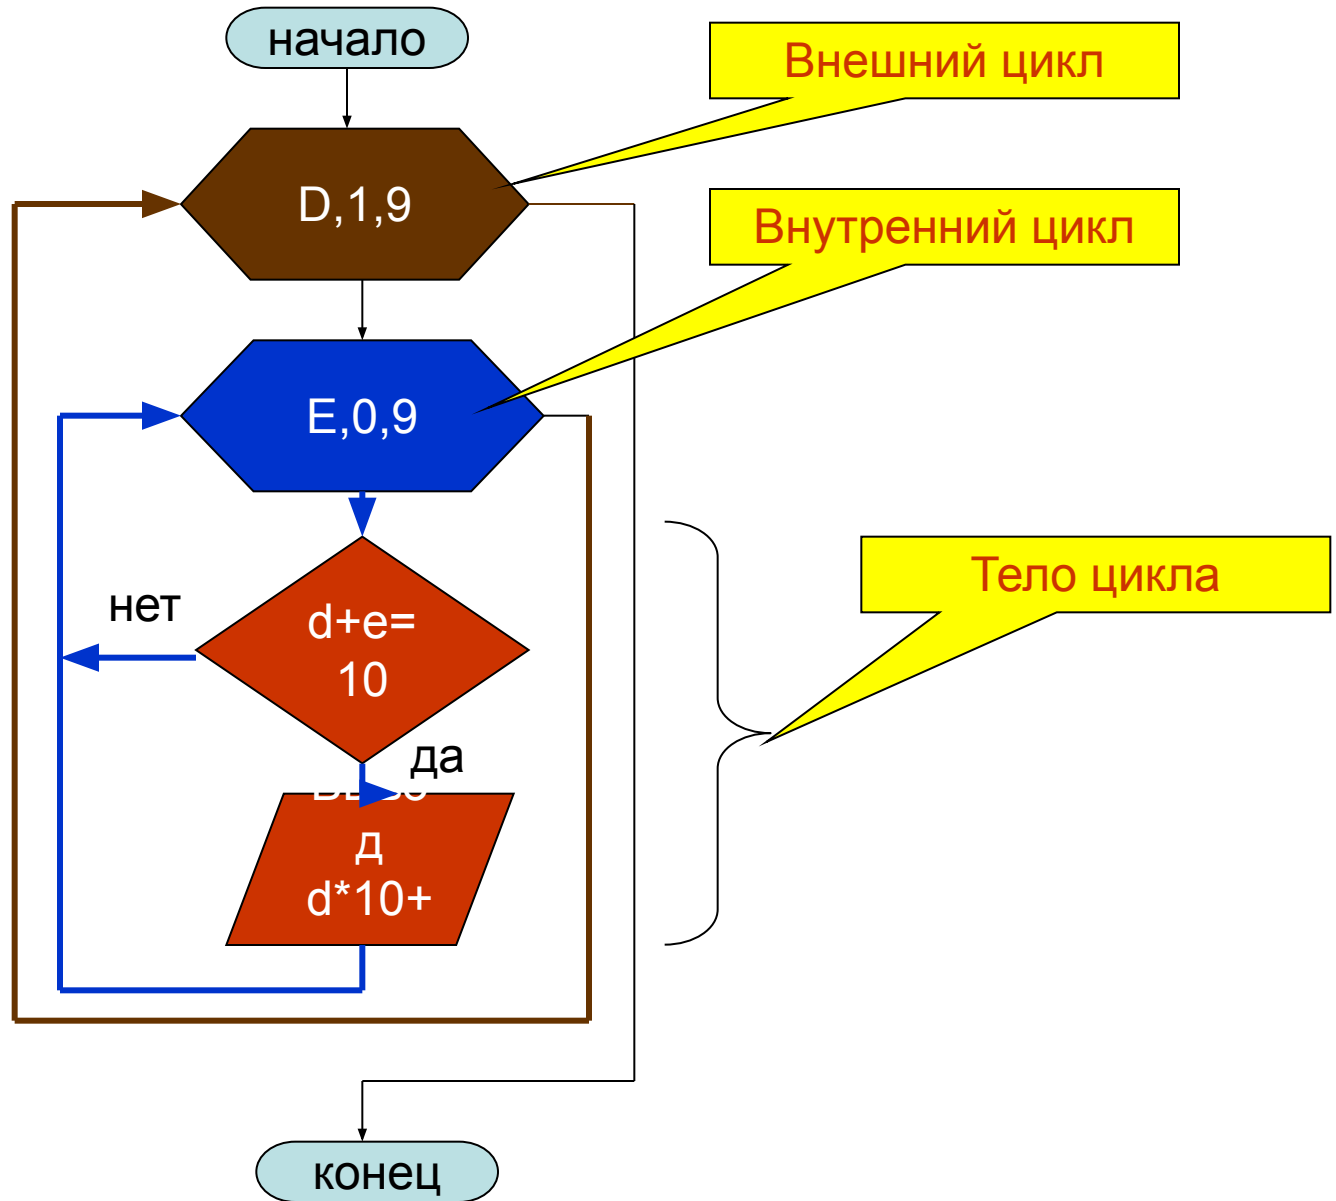 начало
Внешний цикл
D,1,9
Внутренний цикл
E,0,9
Тело цикла
нет
d+e=
10
да
д
d*10+
конец